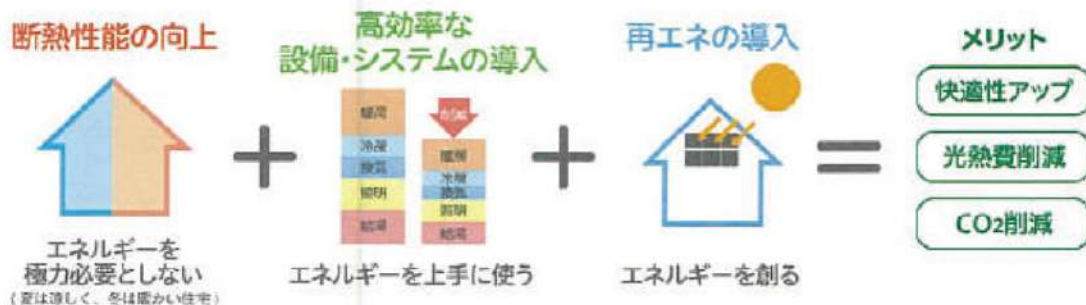 断熱性能の向上
エネルギーを
極力必要としない
(夏は涼しく、冬は暖かい住宅)
高効率な
設備・システムの導入
暖房
冷房
換気
照明
給湯
削減
暖房
冷房
換気
照明
給湯
エネルギーを上手に使う
再エネの導入
エネルギーを創る
メリット
快適性アップ
光熱費削減
CO2削減